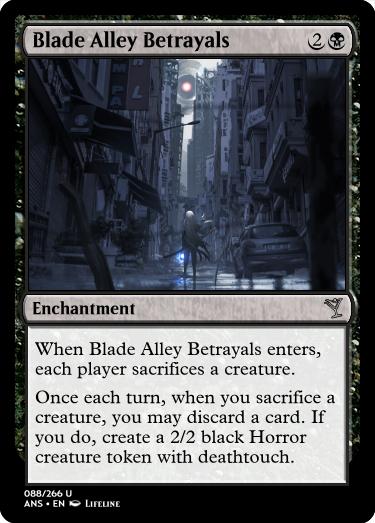 Blade Alley Betrayals 2
Enchantment
When Blade Alley Betrayals enters,
each player sacrifices a creature.
Once each turn, when you sacrifice a
creature, you may discard a card. If
you do, create a 2/2 black Horror
creature token with deathtouch.
088/266 U
ANS • EN Lifeline